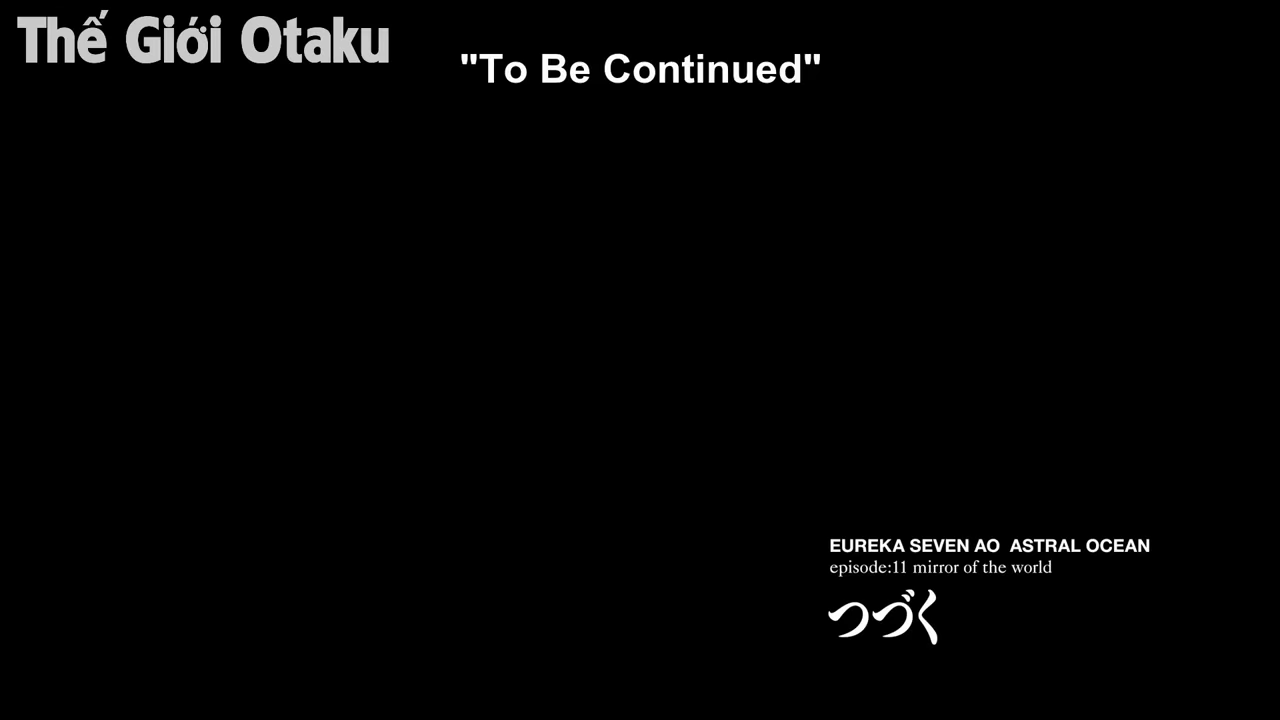 Thế Giới Otaku
"To Be Continued"
EUREKA SEVEN AO  ASTRAL OCEAN
episode:11 mirror of the world
つづく